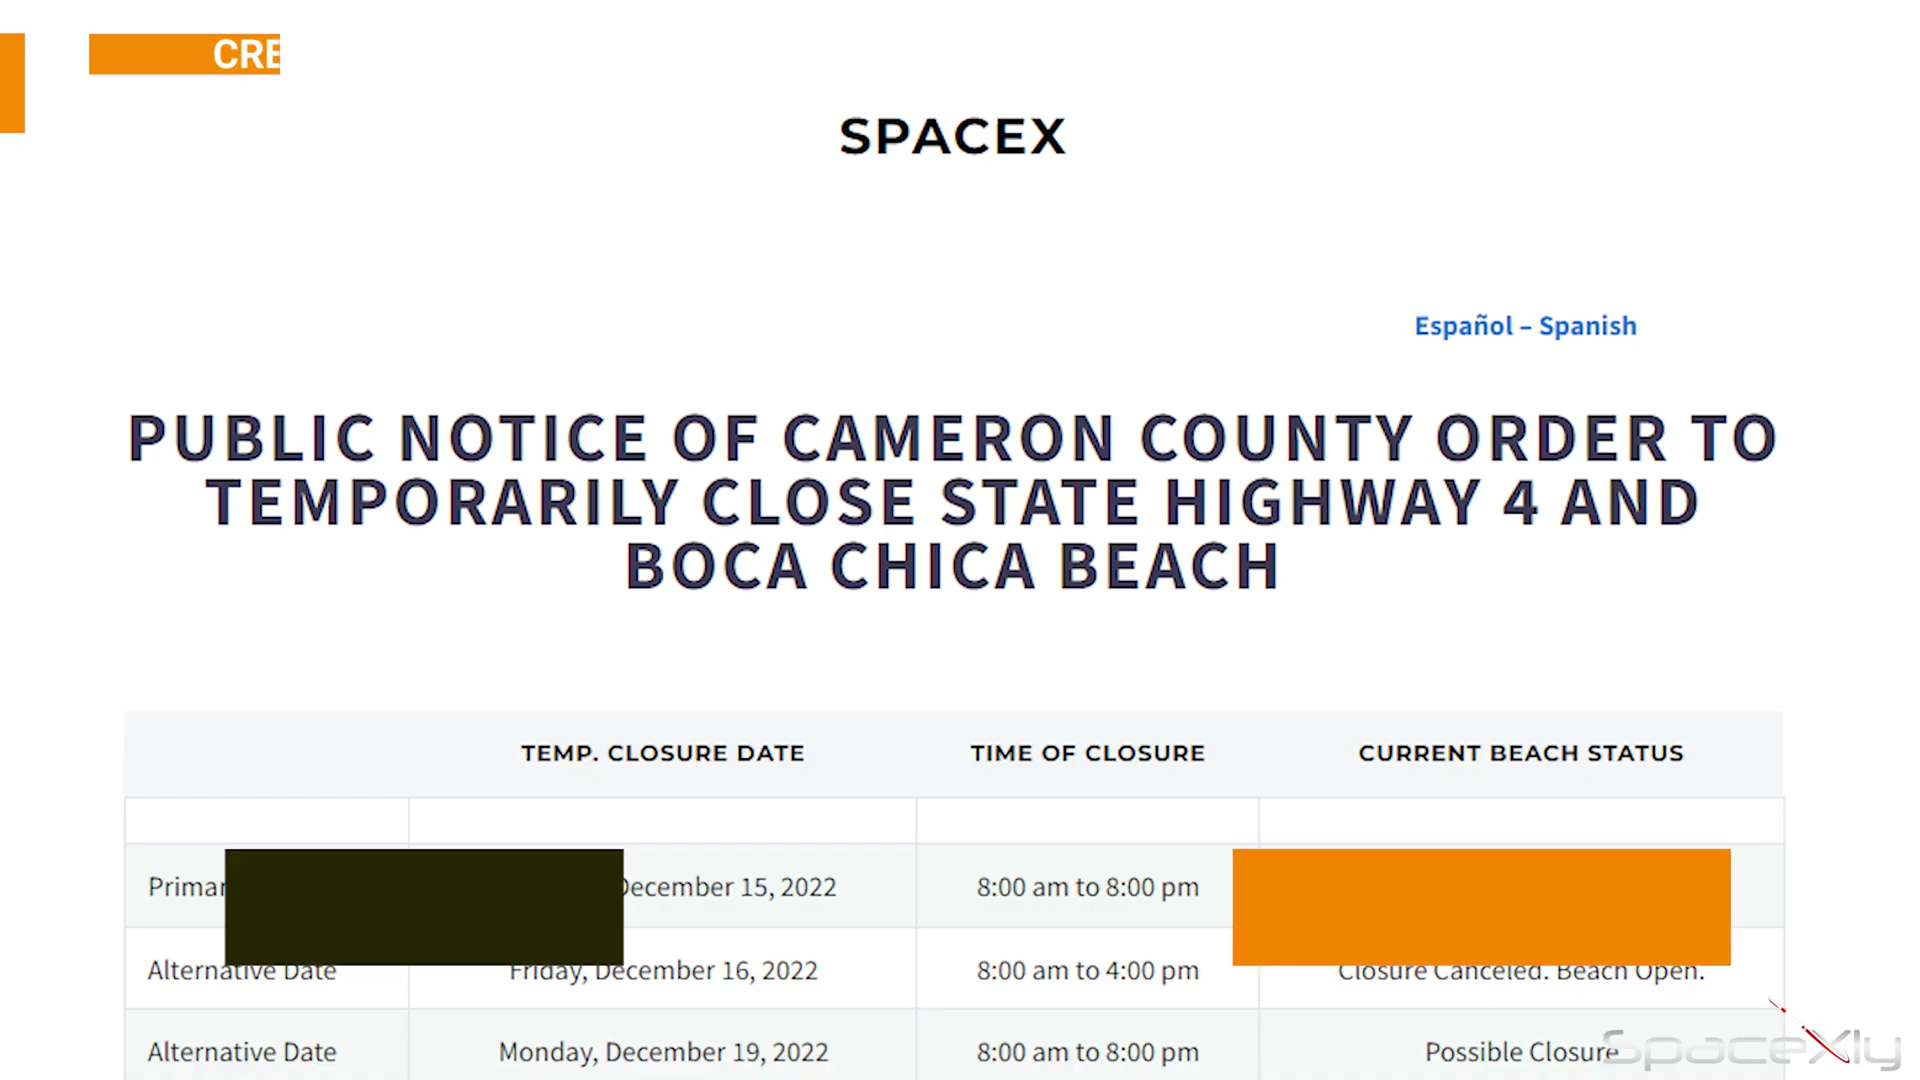 CRE
SPACEX
Español – Spanish
PUBLIC NOTICE OF CAMERON COUNTY ORDER TO
TEMPORARILY CLOSE STATE HIGHWAY 4 AND
BOCA CHICA BEACH
TEMP. CLOSURE DATE TIME OF CLOSURE CURRENT BEACH STATUS
Primar December 15, 2022 8:00 am to 8:00 pm
Alternative Date Friday, December 16, 2022 8:00 am to 4:00 pm Closure Canceled. Beach Open.
Alternative Date Monday, December 19, 2022 8:00 am to 8:00 pm Possible Closure
SpaceXly